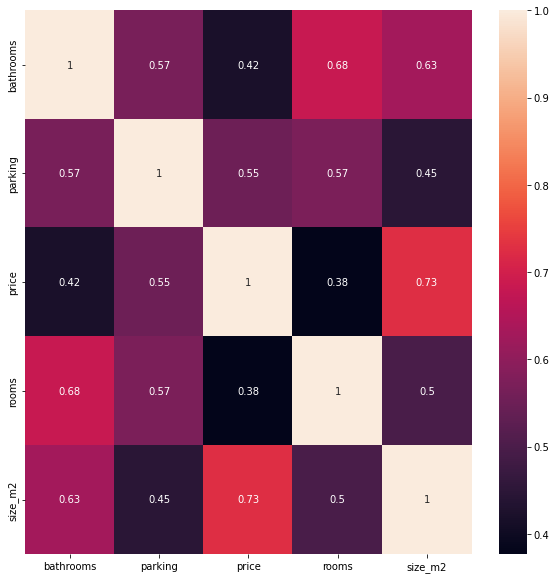 bathrooms 1 0.57 0.42 0.68 0.63
parking 0.57 1 0.55 0.57 0.45
price 0.42 0.55 1 0.38 0.73
rooms 0.68 0.57 0.38 1 0.5
size_m2 0.63 0.45 0.73 0.5 1
bathrooms parking price rooms size_m2
1.0
0.9
0.8
0.7
0.6
0.5
0.4